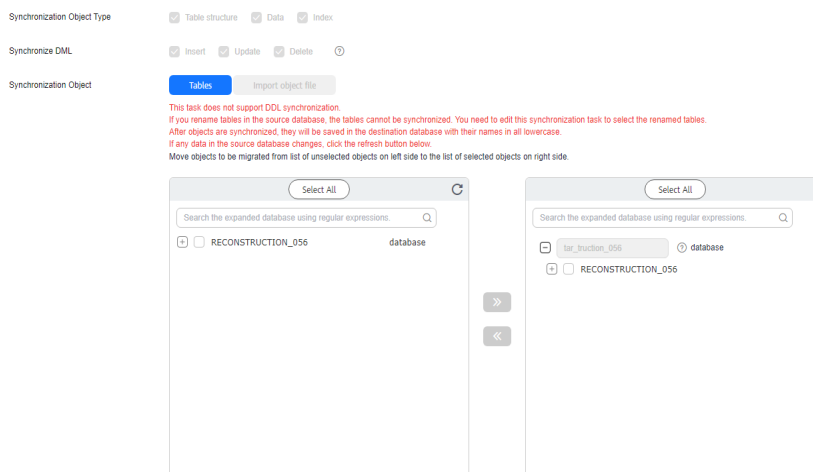 Synchronization Object Type Table structure Data Index
Synchronize DML Insert Update Delete ?
Synchronization Object Tables Import object file
This task does not support DDL synchronization.
If you rename tables in the source database, the tables cannot be synchronized. You need to edit this synchronization task to select the renamed tables.
After objects are synchronized, they will be saved in the destination database with their names in all lowercase.
If any data in the source database changes, click the refresh button below.
Move objects to be migrated from list of unselected objects on left side to the list of selected objects on right side.
Select All
Search the expanded database using regular expressions.
RECONSTRUCTION_056 database
Select All
Search the expanded database using regular expressions.
tar_truction_056 ? database
RECONSTRUCTION_056